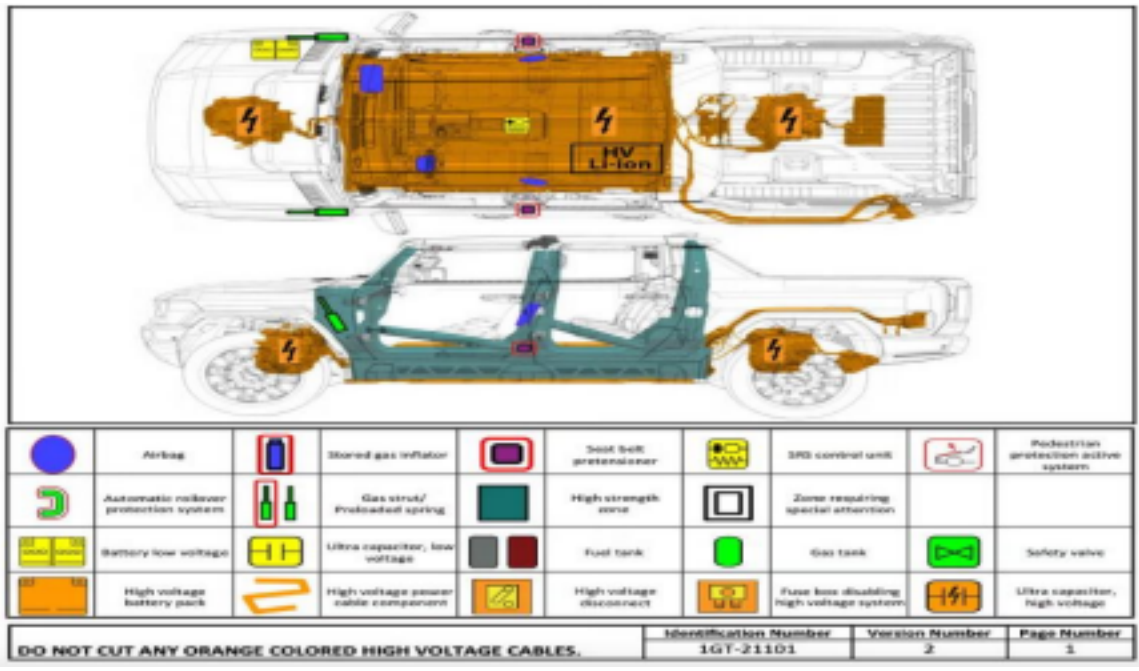 HV
Li-ion
Airbag
Stored gas inflator
Seat belt
pretensioner
SRS control unit
Pedestrian
protection active
system
Automatic rollover
protection system
Gas strut/
Preloaded spring
High strength
zone
Zone requiring
special attention
Battery low voltage
Ultra capacitor, low
voltage
Fuel tank
Gas tank
Safety valve
High voltage
battery pack
High voltage power
cable component
High voltage
disconnect
Fuse box disabling
high voltage system
Ultra capacitor,
high voltage
DO NOT CUT ANY ORANGE COLORED HIGH VOLTAGE CABLES.
Identification Number
1GT-21101
Version Number
2
Page Number
1